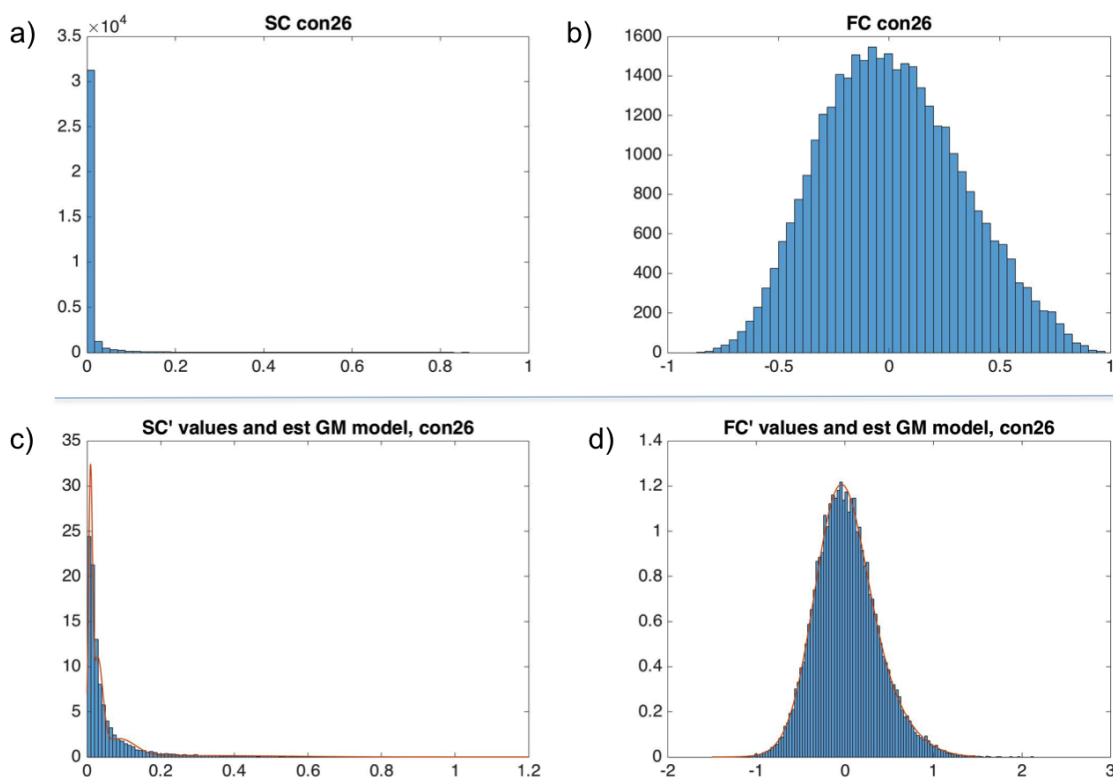 a)
SC con26
×10⁴
3.5
3
2.5
2
1.5
1
0.5
0
0 0.2 0.4 0.6 0.8 1
b)
FC con26
1600
1400
1200
1000
800
600
400
200
0
-1 -0.5 0 0.5 1
c)
SC' values and est GM model, con26
35
30
25
20
15
10
5
0
0 0.2 0.4 0.6 0.8 1 1.2
d)
FC' values and est GM model, con26
1.4
1.2
1
0.8
0.6
0.4
0.2
0
-2 -1 0 1 2 3